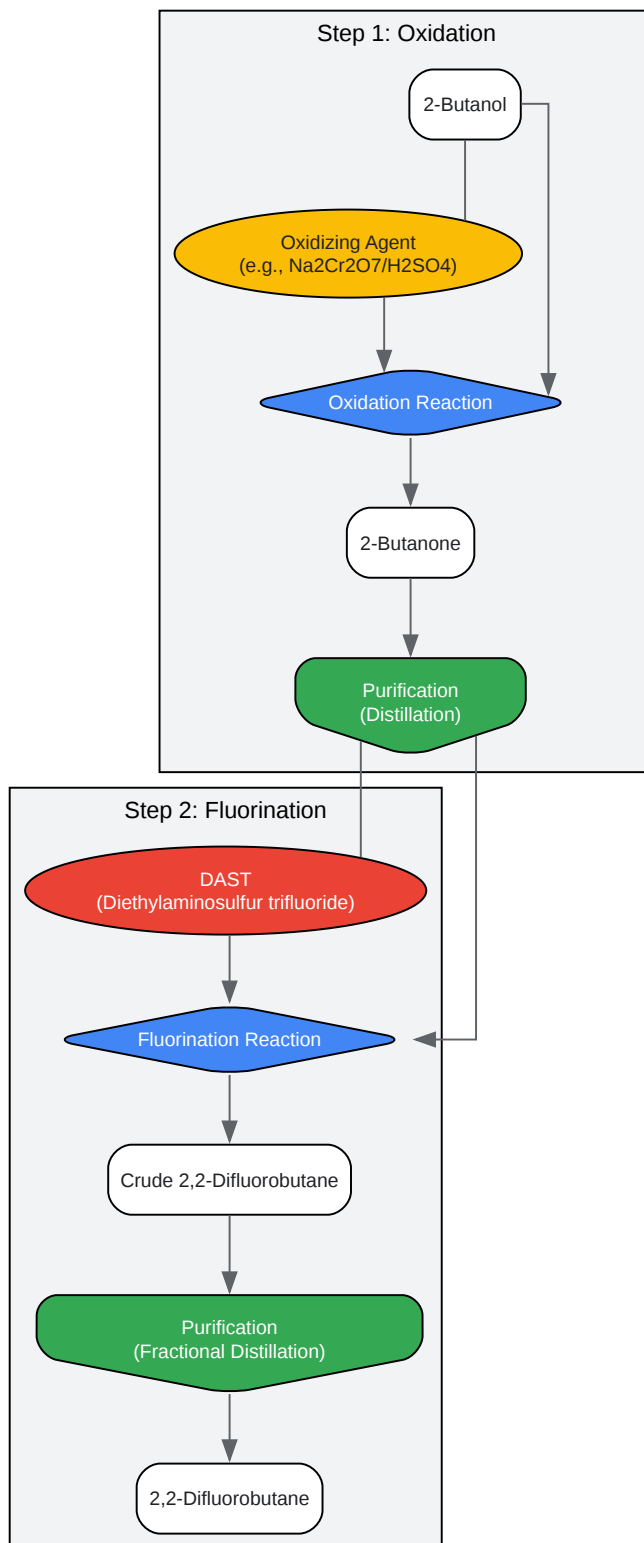 Step 1: Oxidation
2-Butanol
Oxidizing Agent
(e.g., Na2Cr2O7/H2SO4)
Oxidation Reaction
2-Butanone
Purification
(Distillation)
Step 2: Fluorination
DAST
(Diethylaminosulfur trifluoride)
Fluorination Reaction
Crude 2,2-Difluorobutane
Purification
(Fractional Distillation)
2,2-Difluorobutane